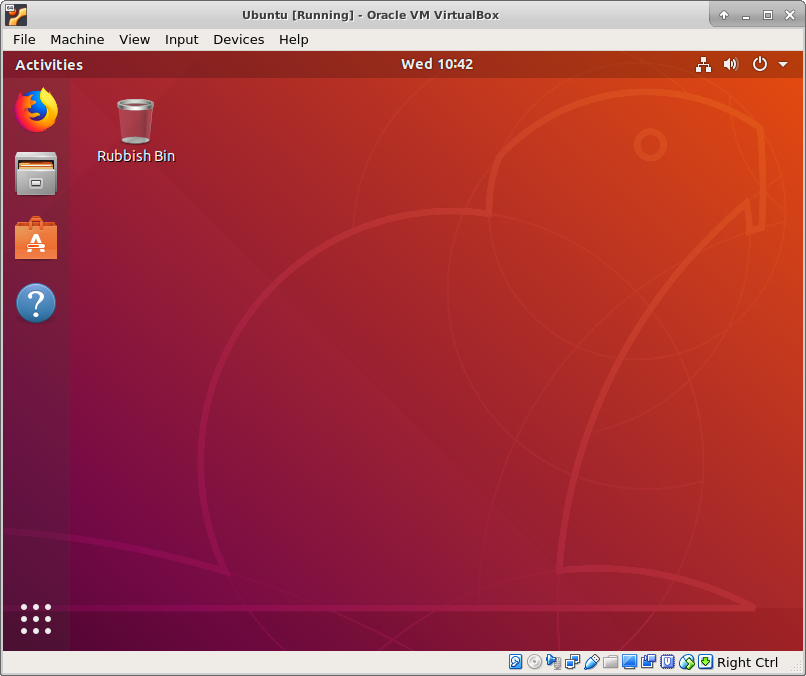 Ubuntu [Running] - Oracle VM VirtualBox
File Machine View Input Devices Help
Activities
Wed 10:42
Rubbish Bin
Right Ctrl